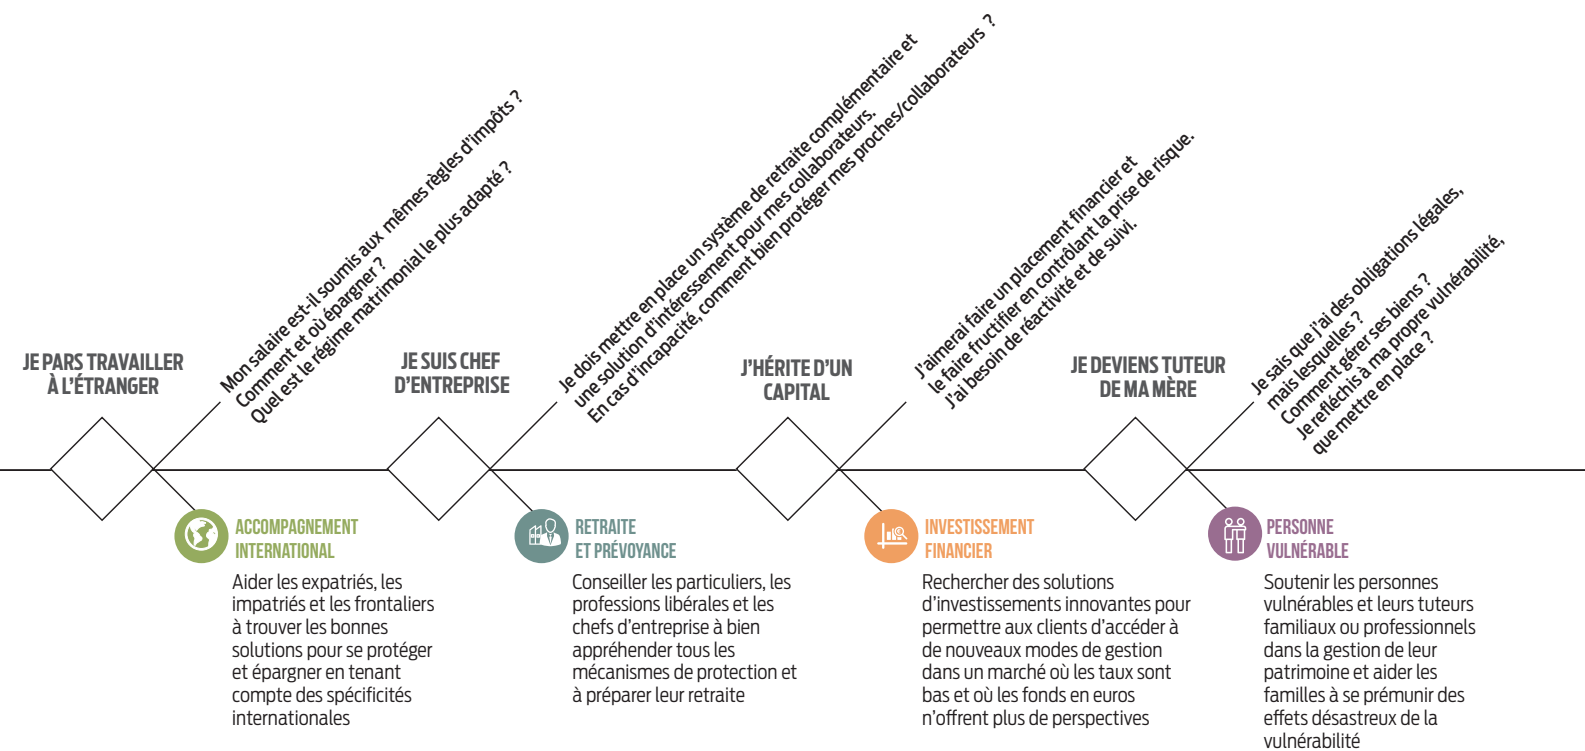 JE PARS TRAVAILLER
À L'ÉTRANGER
Mon salaire est-il soumis aux mêmes règles d'impôts ?
Comment et où épargner ?
Quel est le régime matrimonial le plus adapté ?
ACCOMPAGNEMENT
INTERNATIONAL
Aider les expatriés, les
impatriés et les frontaliers
à trouver les bonnes
solutions pour se protéger
et épargner en tenant
compte des spécificités
internationales
JE SUIS CHEF
D'ENTREPRISE
Je dois mettre en place un système de retraite complémentaire et
une solution d'intéressement pour mes collaborateurs.
En cas d'incapacité, comment bien protéger mes proches/collaborateurs ?
RETRAITE
ET PRÉVOYANCE
Conseiller les particuliers, les
professions libérales et les
chefs d'entreprise à bien
appréhender tous les
mécanismes de protection et
à préparer leur retraite
J'HÉRITE D'UN
CAPITAL
J'aimerai faire un placement financier et
le faire fructifier en contrôlant la prise de risque.
J'ai besoin de réactivité et de suivi.
INVESTISSEMENT
FINANCIER
Rechercher des solutions
d'investissements innovantes pour
permettre aux clients d'accéder à
de nouveaux modes de gestion
dans un marché où les taux sont
bas et où les fonds en euros
n'offrent plus de perspectives
JE DEVIENS TUTEUR
DE MA MÈRE
Je sais que j'ai des obligations légales,
mais lesquelles ?
Comment gérer ses biens ?
Je refléchis à ma propre vulnérabilité,
que mettre en place ?
PERSONNE
VULNÉRABLE
Soutenir les personnes
vulnérables et leurs tuteurs
familiaux ou professionnels
dans la gestion de leur
patrimoine et aider les
familles à se prémunir des
effets désastreux de la
vulnérabilité